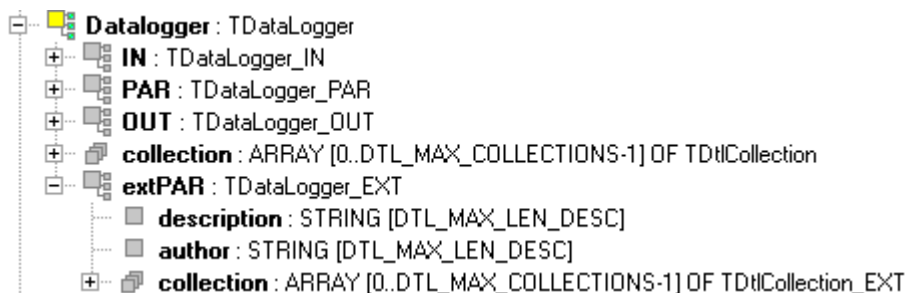 Datalogger : TDataLogger
IN : TDataLogger_IN
PAR : TDataLogger_PAR
OUT : TDataLogger_OUT
collection : ARRAY [0..DTL_MAX_COLLECTIONS-1] OF TDtlCollection
extPAR : TDataLogger_EXT
description : STRING [DTL_MAX_LEN_DESC]
author : STRING [DTL_MAX_LEN_DESC]
collection : ARRAY [0..DTL_MAX_COLLECTIONS-1] OF TDtlCollection_EXT